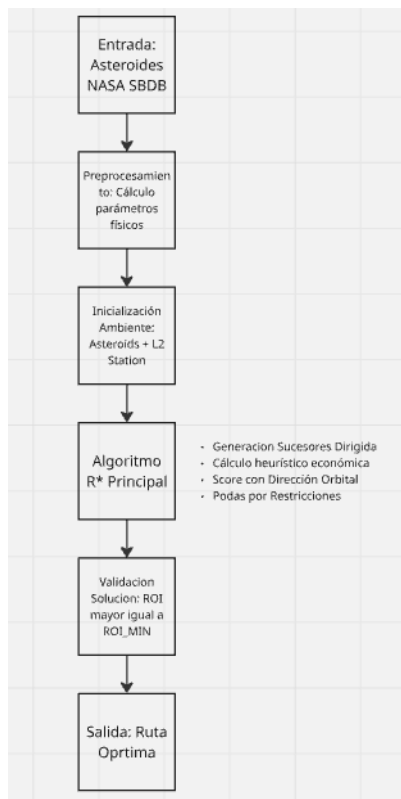 Entrada:
Asteroides
NASA SBDB
Preprocesamien
to: Cálculo
parámetros
físicos
Inicialización
Ambiente:
Asteroids + L2
Station
Algoritmo
R* Principal
- Generacion Sucesores Dirigida
- Cálculo heurístico económica
- Score con Dirección Orbital
- Podas por Restricciones
Validacion
Solucion: ROI
mayor igual a
ROI_MIN
Salida: Ruta
Oprtima